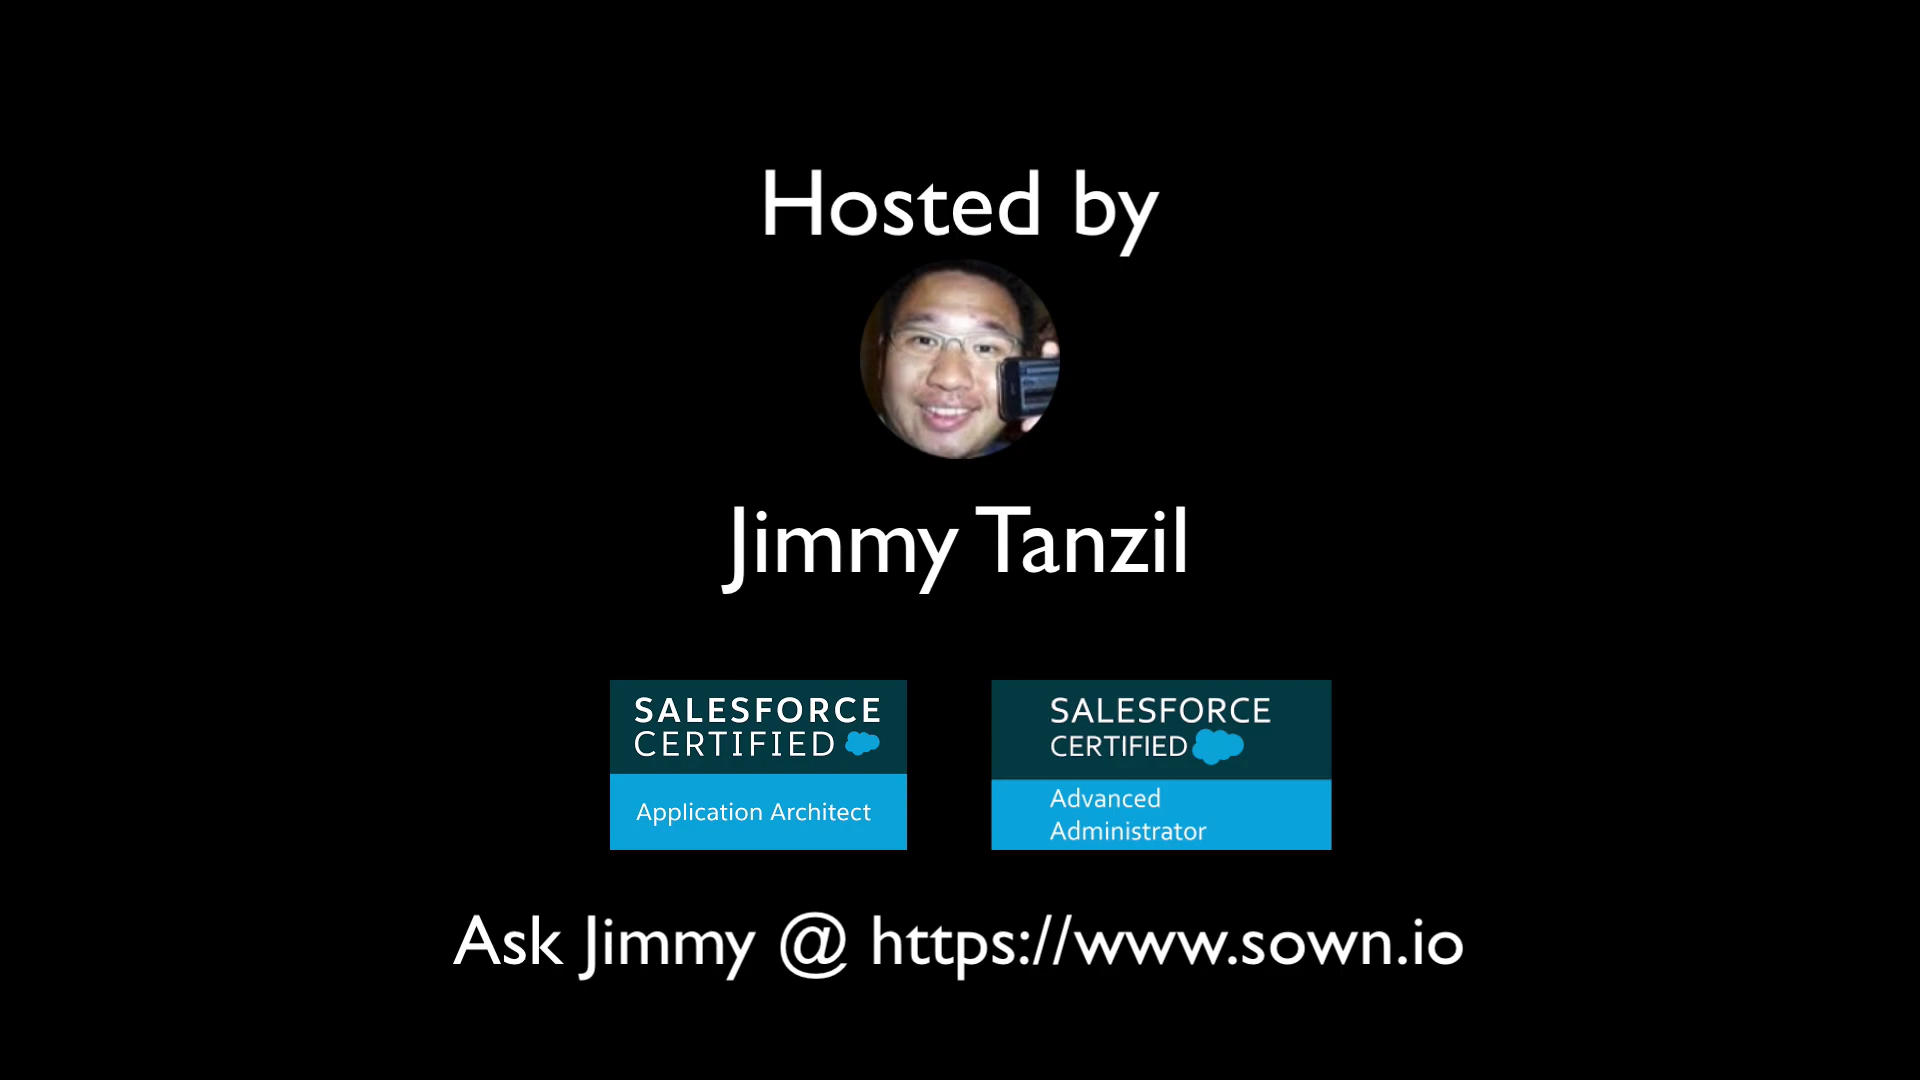 Hosted by
Jimmy Tanzil
SALESFORCE
CERTIFIED
Application Architect
SALESFORCE
CERTIFIED
Advanced
Administrator
Ask Jimmy @ https://www.sown.io